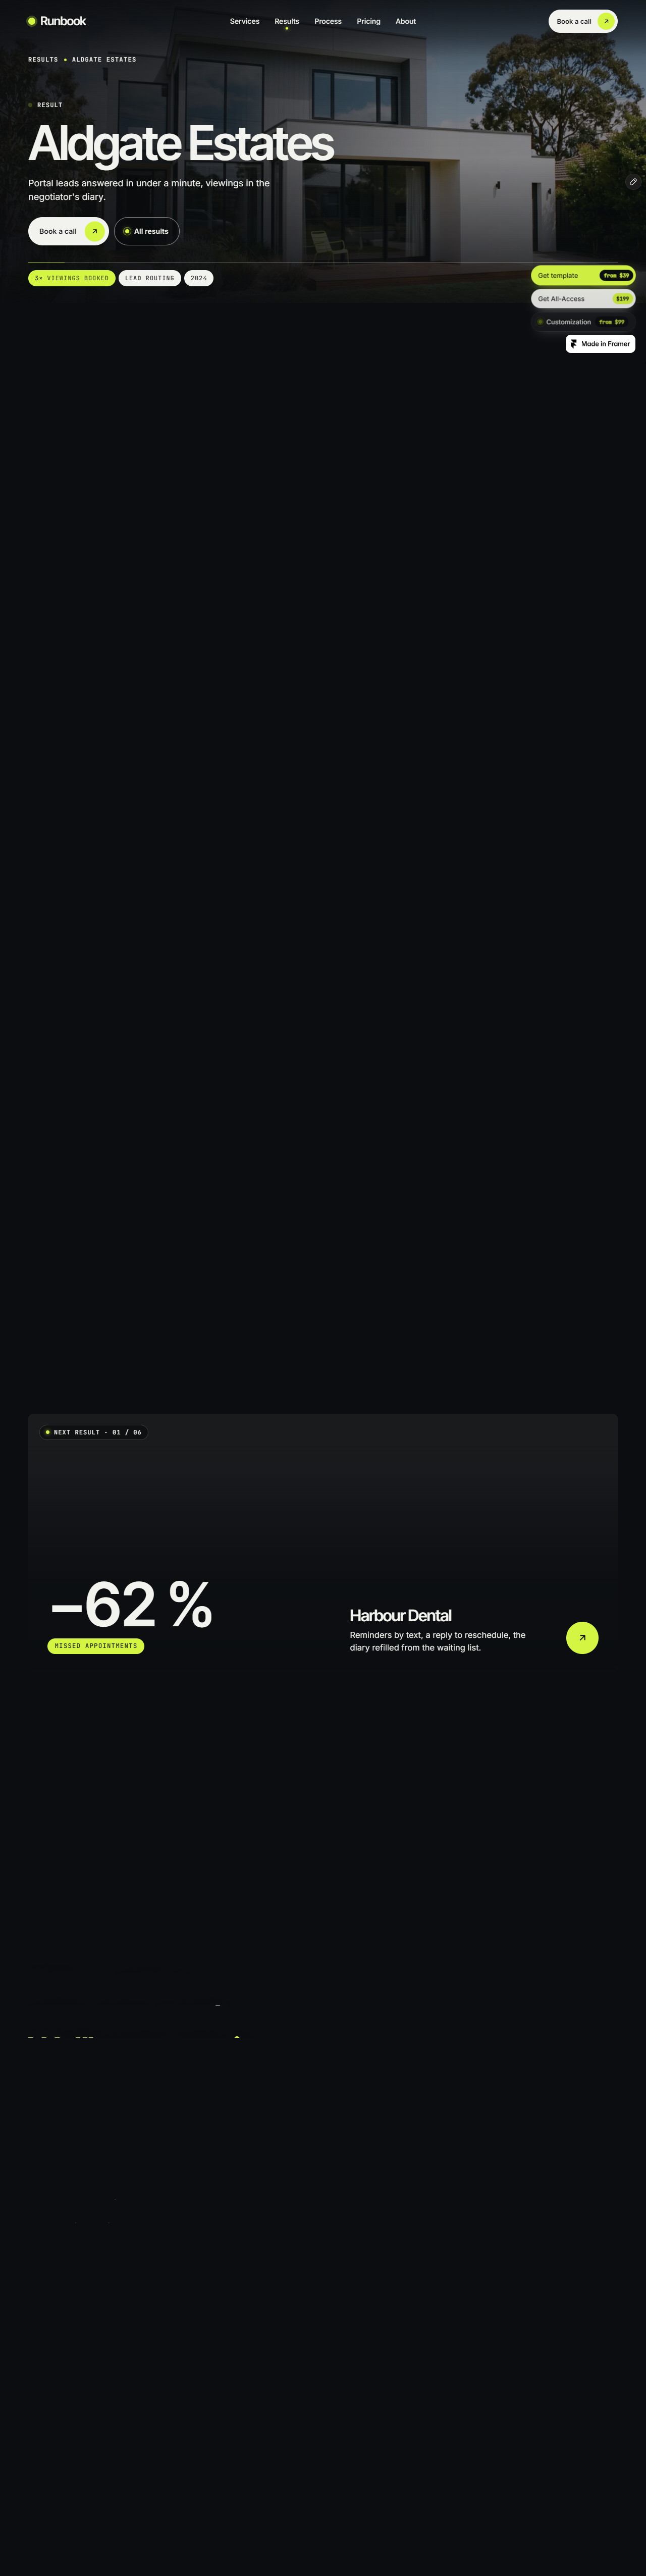 Runbook
Services
Results
Process
Pricing
About
Book a call
RESULTS • ALDGATE ESTATES
RESULT
Aldgate Estates
Portal leads answered in under a minute, viewings in the
negotiator's diary.
Book a call
All results
3× VIEWINGS BOOKED
LEAD ROUTING
2024
Get template from $39
Get All-Access $199
Customization from $99
Made in Framer
NEXT RESULT · 01 / 06
–62 %
MISSED APPOINTMENTS
Harbour Dental
Reminders by text, a reply to reschedule, the
diary refilled from the waiting list.